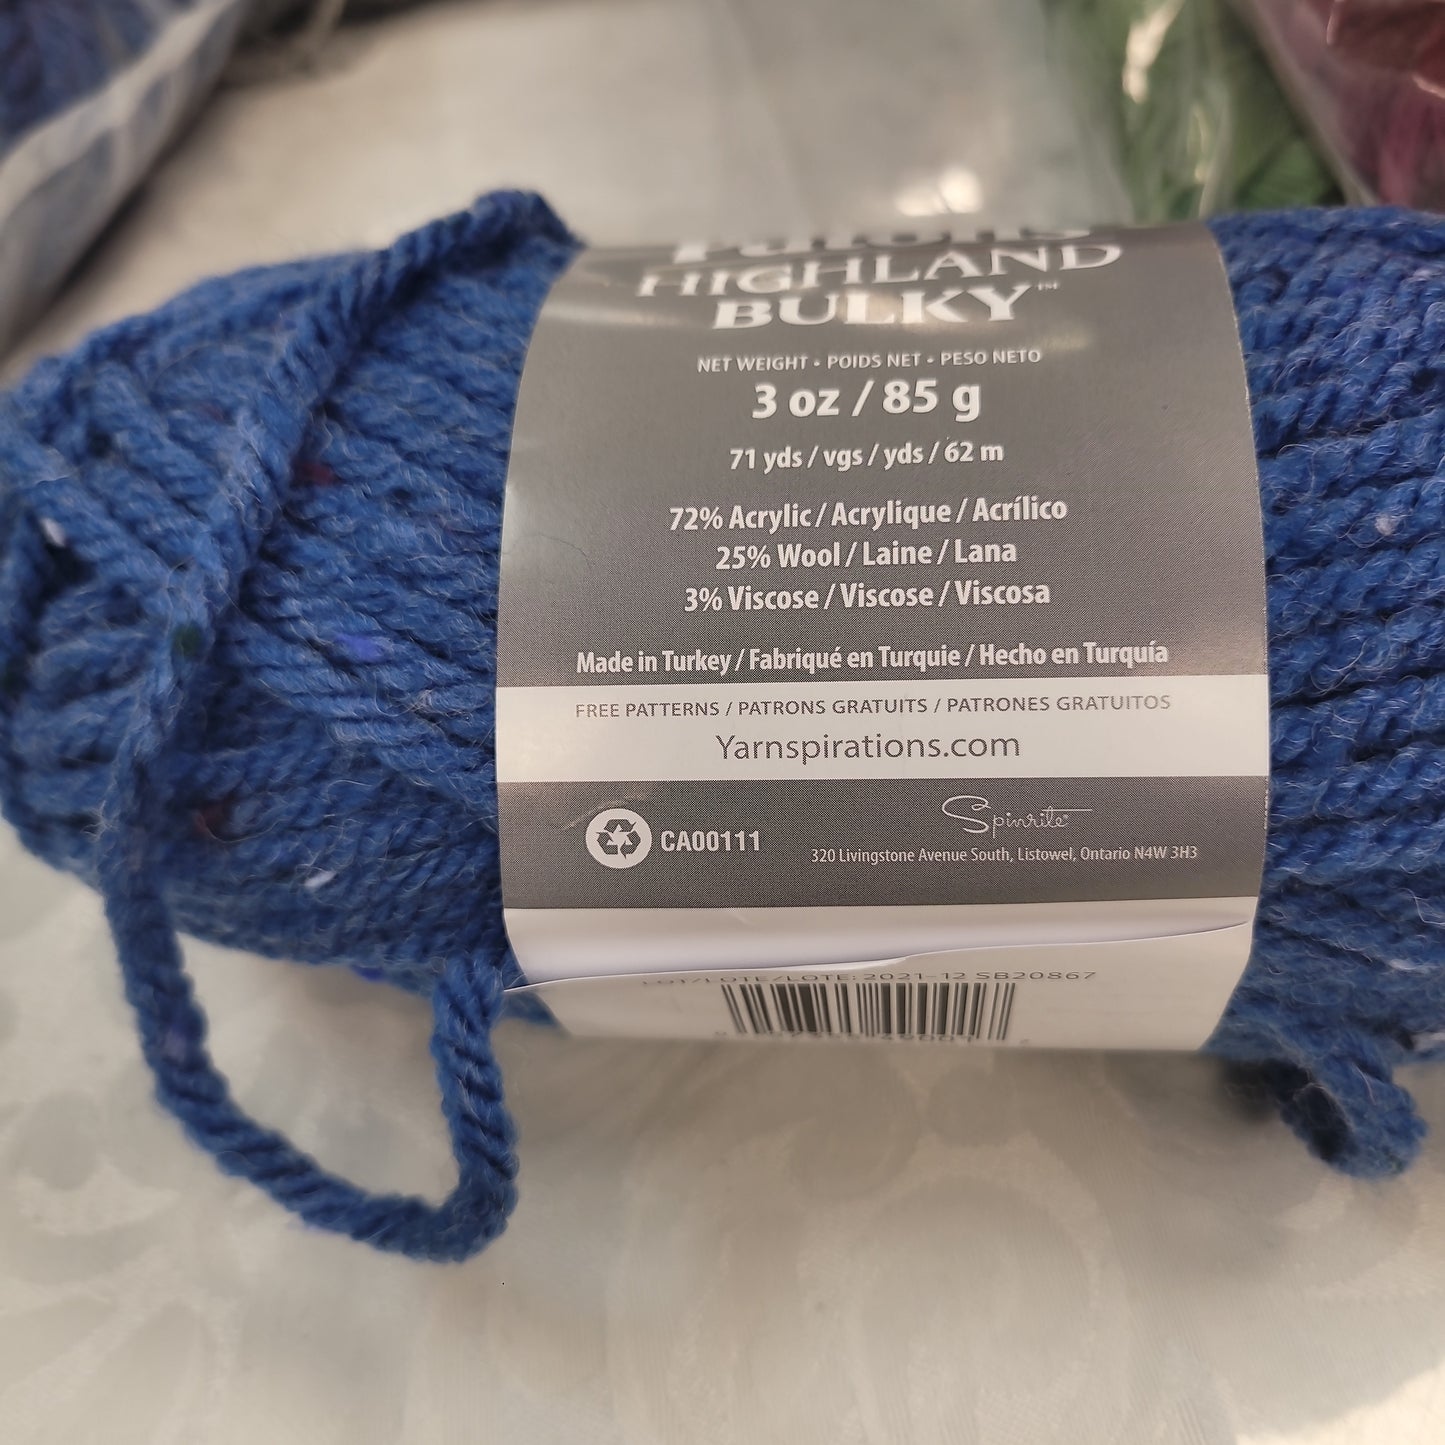 HIGHLAND
BULKY™
NET WEIGHT • POIDS NET • PESO NETO
3 oz / 85 g
71 yds / vgs / yds / 62 m
72% Acrylic / Acrylique / Acrílico
25% Wool / Laine / Lana
3% Viscose / Viscose / Viscosa
Made in Turkey / Fabriqué en Turquie / Hecho en Turquía
FREE PATTERNS / PATRONS GRATUITS / PATRONES GRATUITOS
Yarnspirations.com
CA00111
Spinrite
320 Livingstone Avenue South, Listowel, Ontario N4W 3H3
LOT/LOTE/LOTE: 2021-12 SB20867